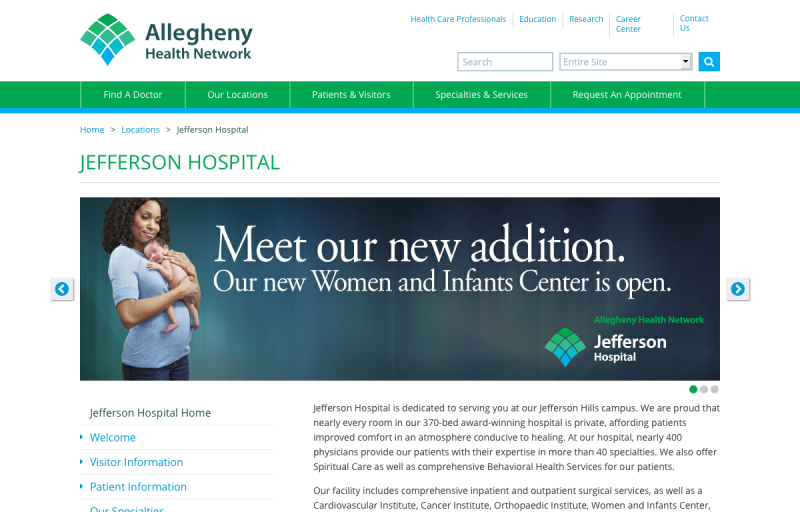 Allegheny
Health Network
Health Care Professionals
Education
Research
Career
Center
Contact
Us
Search
Entire Site
Find A Doctor
Our Locations
Patients & Visitors
Specialties & Services
Request An Appointment
Home > Locations > Jefferson Hospital
JEFFERSON HOSPITAL
Meet our new addition.
Our new Women and Infants Center is open.
Allegheny Health Network
Jefferson
Hospital
Jefferson Hospital Home
Welcome
Visitor Information
Patient Information
Our Specialties
Jefferson Hospital is dedicated to serving you at our Jefferson Hills campus. We are proud that
nearly every room in our 370-bed award-winning hospital is private, affording patients
improved comfort in an atmosphere conducive to healing. At our hospital, nearly 400
physicians provide our patients with their expertise in more than 40 specialties. We also offer
Spiritual Care as well as comprehensive Behavioral Health Services for our patients.
Our facility includes comprehensive inpatient and outpatient surgical services, as well as a
Cardiovascular Institute, Cancer Institute, Orthopaedic Institute, Women and Infants Center,